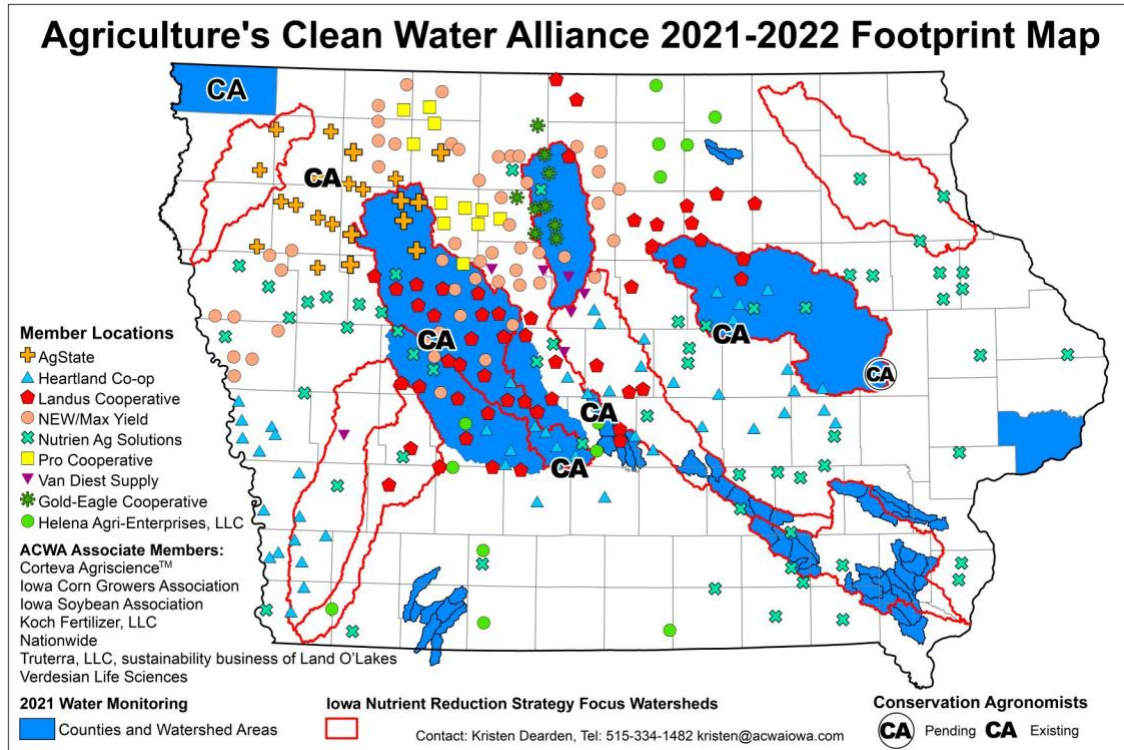 Agriculture's Clean Water Alliance 2021-2022 Footprint Map
CA
CA
CA
CA
CA
CA
CA
Member Locations
AgState
Heartland Co-op
Landus Cooperative
NEW/Max Yield
Nutrien Ag Solutions
Pro Cooperative
Van Diest Supply
Gold-Eagle Cooperative
Helena Agri-Enterprises, LLC
ACWA Associate Members:
Corteva Agriscience™
Iowa Corn Growers Association
Iowa Soybean Association
Koch Fertilizer, LLC
Nationwide
Truterra, LLC, sustainability business of Land O'Lakes
Verdesian Life Sciences
2021 Water Monitoring
Counties and Watershed Areas
Iowa Nutrient Reduction Strategy Focus Watersheds
Contact: Kristen Dearden, Tel: 515-334-1482 kristen@acwaiowa.com
Conservation Agronomists
CA Pending CA Existing